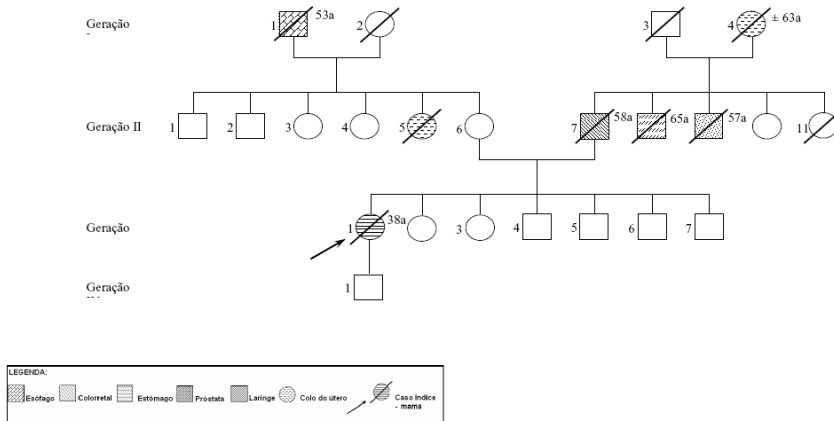 Geração
1 53a 2 3 4 ± 63a
Geração II
1 2 3 4 5 6 7 58a 65a 57a 11
Geração
1 38a 3 4 5 6 7
Geração
1
LEGENDA:
Esôfago Colorretal Estômago Próstata Laringe Colo do útero Caso Índice
- mama